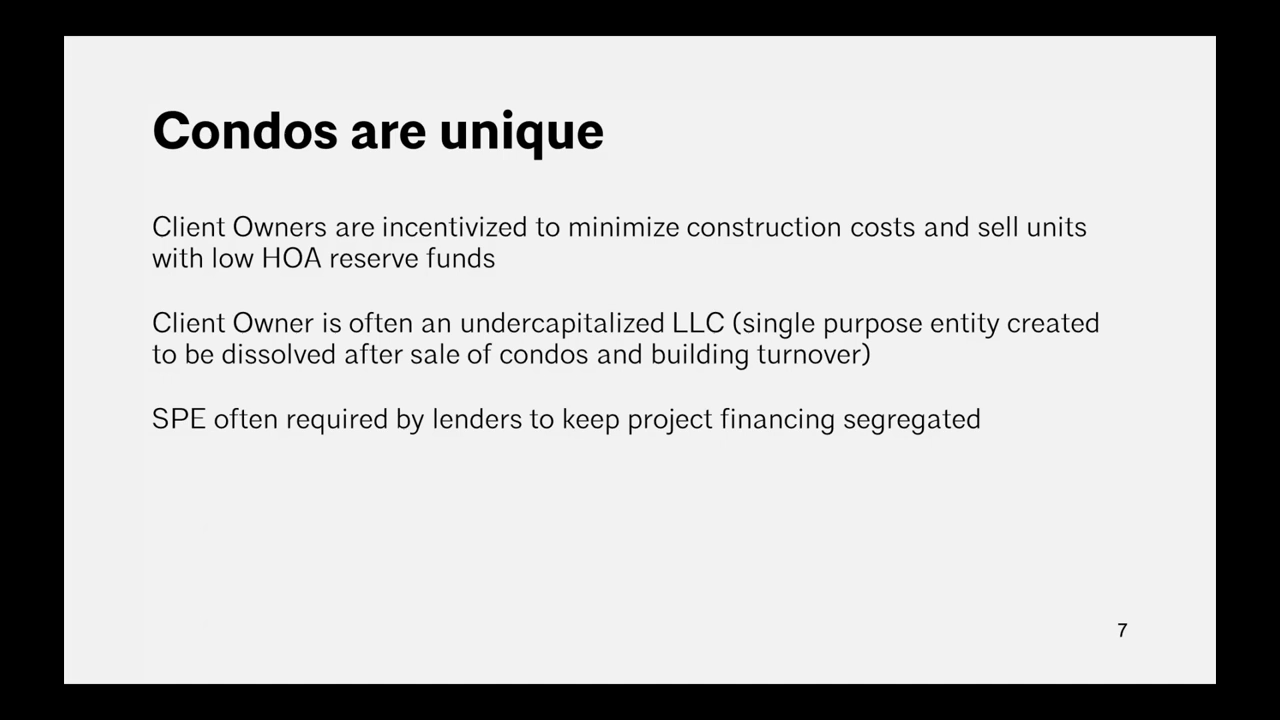 Condos are unique
Client Owners are incentivized to minimize construction costs and sell units
with low HOA reserve funds
Client Owner is often an undercapitalized LLC (single purpose entity created
to be dissolved after sale of condos and building turnover)
SPE often required by lenders to keep project financing segregated
7